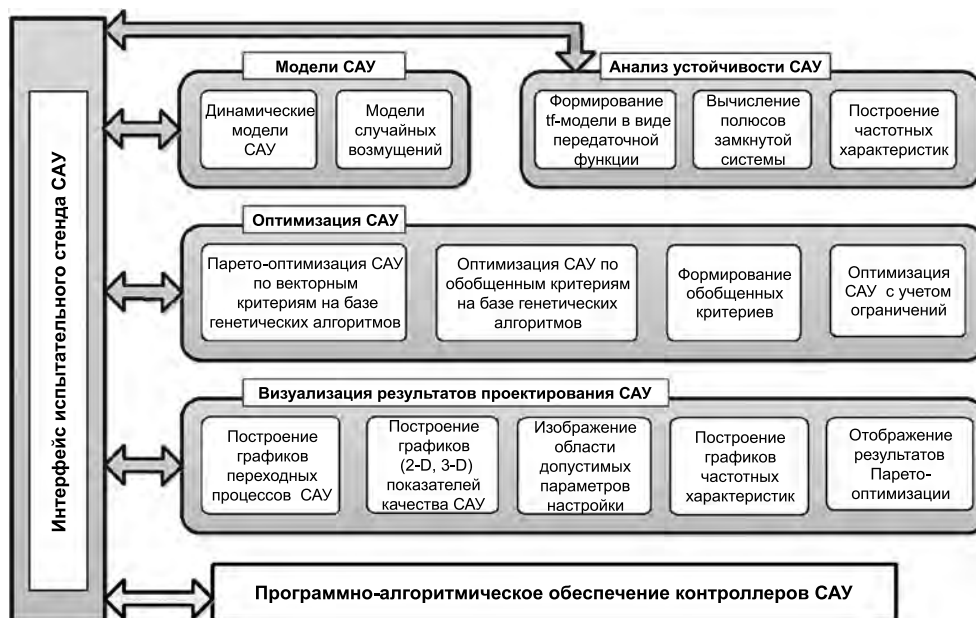 Интерфейс испытательного стенда САУ
Модели САУ
Динамические
модели
САУ
Модели
случайных
возмущений
Анализ устойчивости САУ
Формирование
tf-модели в виде
передаточной
функции
Вычисление
полюсов
замкнутой
системы
Построение
частотных
характеристик
Оптимизация САУ
Парето-оптимизация САУ
по векторным
критериям на базе
генетических алгоритмов
Оптимизация САУ по
обобщенным критериям
на базе генетических
алгоритмов
Формирование
обобщенных
критериев
Оптимизация
САУ с учетом
ограничений
Визуализация результатов проектирования САУ
Построение
графиков
переходных
процессов САУ
Построение
графиков
(2-D, 3-D)
показателей
качества САУ
Изображение
области
допустимых
параметров
настройки
Построение
графиков
частотных
характеристик
Отображение
результатов
Парето-
оптимизации
Программно-алгоритмическое обеспечение контроллеров САУ